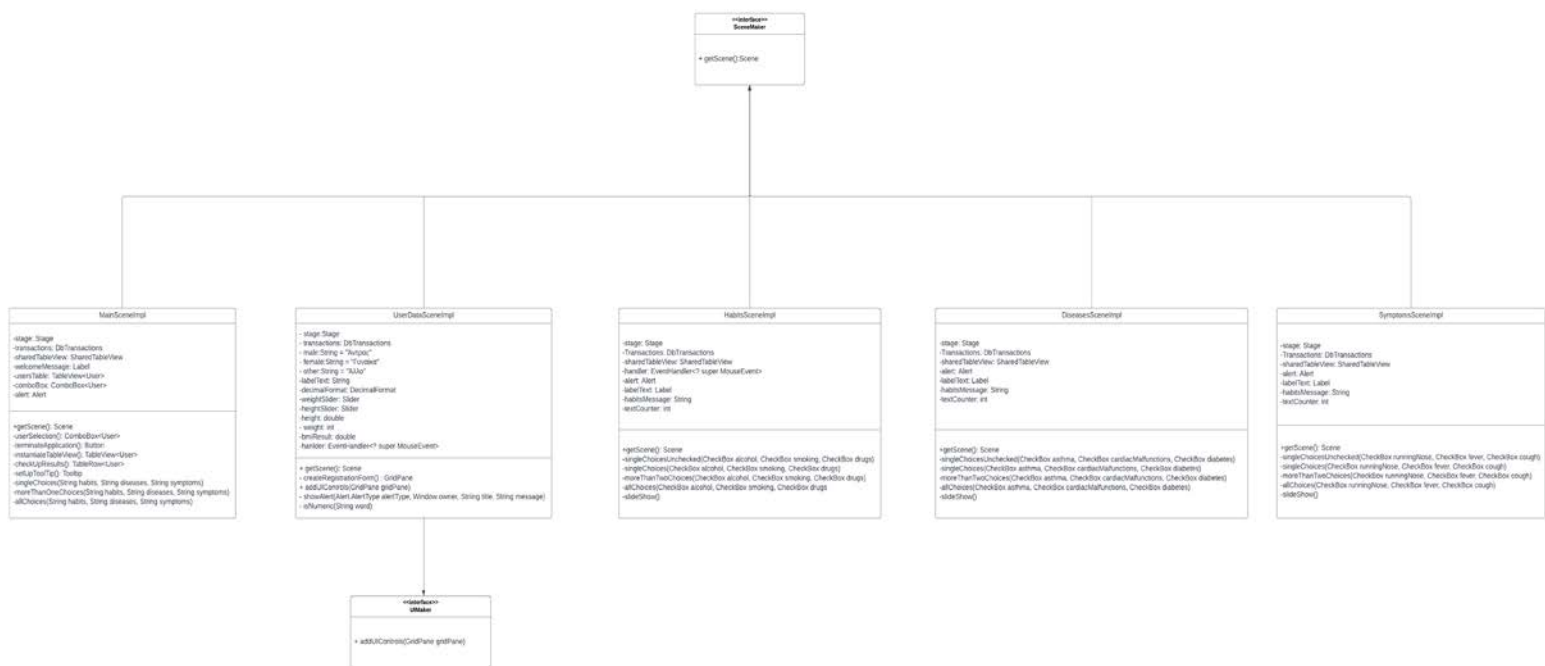 <<interface>>
SceneMaker
+ getScene():Scene
MainSceneImpl
-stage: Stage
-transactions: DbTransactions
-sharedTableView: SharedTableView
-welcomeMessage: Label
-usersTable: TableView<User>
-comboBox: ComboBox<User>
-alert: Alert
+getScene(): Scene
-userSelection(): ComboBox<User>
-terminateApplication(): Button
-instantiateTableView(): TableView<User>
-checkUpResults(): TableRow<User>
-setUpToolTip(): Tooltip
-singleChoices(String habits, String diseases, String symptoms)
-moreThanOneChoices(String habits, String diseases, String symptoms)
-allChoices(String habits, String diseases, String symptoms)
UserDataSceneImpl
- stage:Stage
- transactions: DbTransactions
- male:String = "Άντρας"
- female:String = "Γυναίκα"
- other:String = "Άλλο"
-labelText: String
-decimalFormat: DecimalFormat
-weightSlider: Slider
-heightSlider: Slider
-height: double
- weight: int
-bmiResult: double
-handler: EventHandler<? super MouseEvent>
+ getScene(): Scene
- createRegistrationForm() : GridPane
+ addUIControls(GridPane gridPane)
- showAlert(Alert.AlertType alertType, Window owner, String title, String message)
- isNumeric(String word)
HabitsSceneImpl
-stage: Stage
-Transactions: DbTransactions
-sharedTableView: SharedTableView
-handler: EventHandler<? super MouseEvent>
-alert: Alert
-labelText: Label
-habitsMessage: String
-textCounter: int
+getScene(): Scene
-singleChoicesUnchecked(CheckBox alcohol, CheckBox smoking, CheckBox drugs)
-singleChoices(CheckBox alcohol, CheckBox smoking, CheckBox drugs)
-moreThanTwoChoices(CheckBox alcohol, CheckBox smoking, CheckBox drugs)
-allChoices(CheckBox alcohol, CheckBox smoking, CheckBox drugs
-slideShow()
DiseasesSceneImpl
-stage: Stage
-Transactions: DbTransactions
-sharedTableView: SharedTableView
-alert: Alert
-labelText: Label
-habitsMessage: String
-textCounter: int
+getScene(): Scene
-singleChoicesUnchecked(CheckBox asthma, CheckBox cardiacMalfunctions, CheckBox diabetes)
-singleChoices(CheckBox asthma, CheckBox cardiacMalfunctions, CheckBox diabetes)
-moreThanTwoChoices(CheckBox asthma, CheckBox cardiacMalfunctions, CheckBox diabetes)
-allChoices(CheckBox asthma, CheckBox cardiacMalfunctions, CheckBox diabetes)
-slideShow()
SymptomsSceneImpl
-stage: Stage
-Transactions: DbTransactions
-sharedTableView: SharedTableView
-alert: Alert
-labelText: Label
-habitsMessage: String
-textCounter: int
+getScene(): Scene
-singleChoicesUnchecked(CheckBox runningNose, CheckBox fever, CheckBox cough)
-singleChoices(CheckBox runningNose, CheckBox fever, CheckBox cough)
-moreThanTwoChoices(CheckBox runningNose, CheckBox fever, CheckBox cough)
-allChoices(CheckBox runningNose, CheckBox fever, CheckBox cough)
-slideShow()
<<interface>>
UIMaker
+ addUIControls(GridPane gridPane)